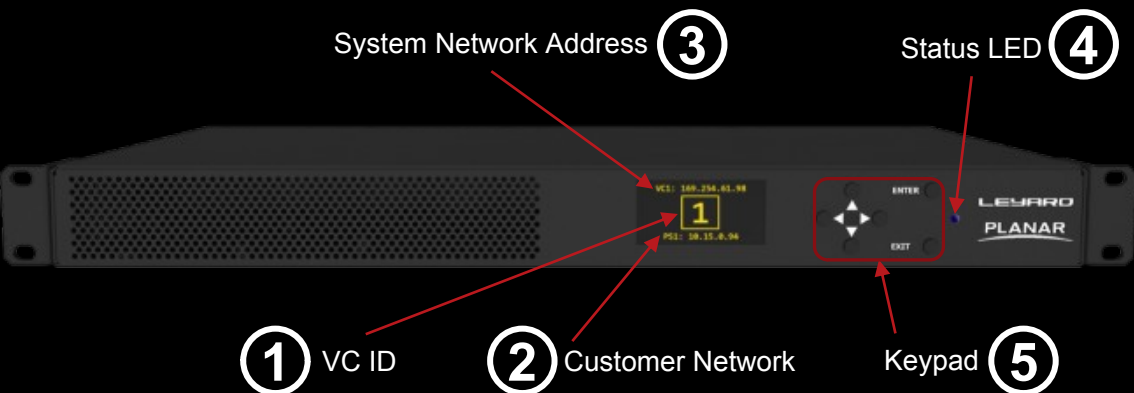 System Network Address 3
Status LED 4
VC1: 169.254.61.98
1
PS1: 10.15.0.94
ENTER
EXIT
LEYARD
PLANAR
1 VC ID
2 Customer Network
Keypad 5